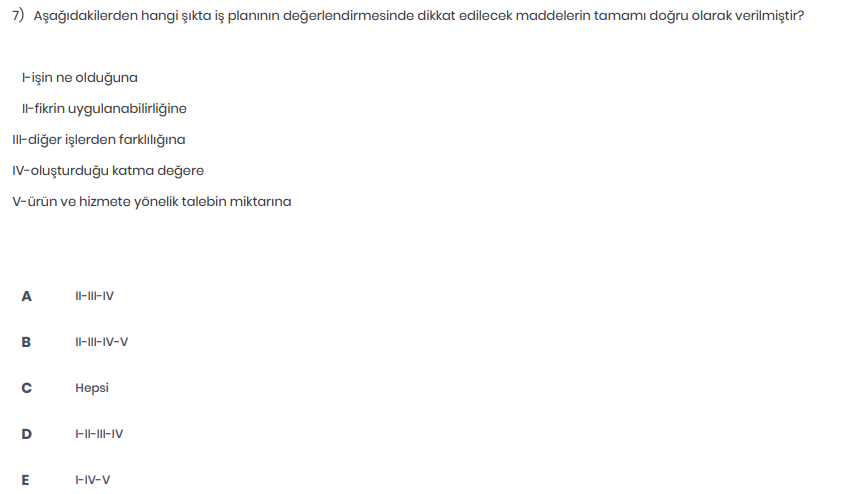 7) Aşağıdakilerden hangi şıkta iş planının değerlendirmesinde dikkat edilecek maddelerin tamamı doğru olarak verilmiştir?
I-işin ne olduğuna
II-fikrin uygulanabilirliğine
III-diğer işlerden farklılığına
IV-oluşturduğu katma değere
V-ürün ve hizmete yönelik talebin miktarına
A II-III-IV
B II-III-IV-V
C Hepsi
D I-II-III-IV
E I-IV-V